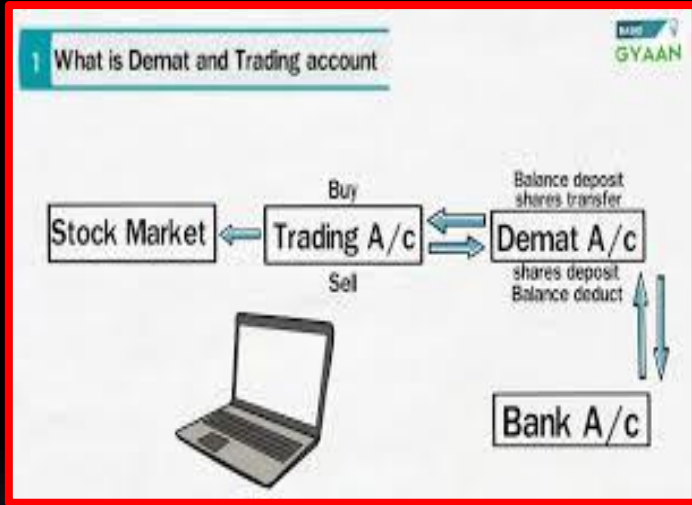 1 What is Demat and Trading account
GYAAN
Buy
Balance deposit
shares transfer
Stock Market
Trading A/c
Demat A/c
Sell
shares deposit
Balance deduct
Bank A/c